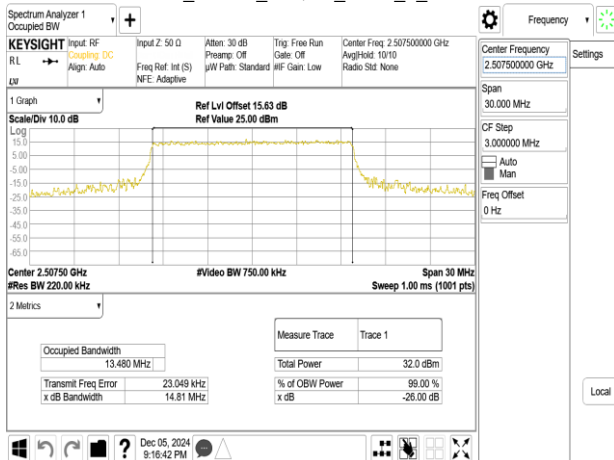 Spectrum Analyzer 1
Occupied BW
Frequency
KEYSIGHT
RL
Input: RF
Coupling: DC
Align: Auto
Input Z: 50 Ω
Freq Ref: Int (S)
NFE: Adaptive
Atten: 30 dB
Preamp: Off
µW Path: Standard
Trig: Free Run
Gate: Off
#IF Gain: Low
Center Freq: 2.507500000 GHz
Avg|Hold: 10/10
Radio Std: None
Center Frequency
2.507500000 GHz
Settings
Span
30.000 MHz
CF Step
3.000000 MHz
Auto
Man
Freq Offset
0 Hz
Local
1 Graph
Scale/Div 10.0 dB
Ref Lvl Offset 15.63 dB
Ref Value 25.00 dBm
Log
15.0
5.00
-5.00
-15.0
-25.0
-35.0
-45.0
-55.0
-65.0
Center 2.50750 GHz
#Video BW 750.00 kHz
Span 30 MHz
#Res BW 220.00 kHz
Sweep 1.00 ms (1001 pts)
2 Metrics
Measure Trace Trace 1
Occupied Bandwidth
13.480 MHz
Total Power 32.0 dBm
Transmit Freq Error 23.049 kHz
% of OBW Power 99.00 %
x dB Bandwidth 14.81 MHz
x dB -26.00 dB
?
Dec 05, 2024
9:16:42 PM